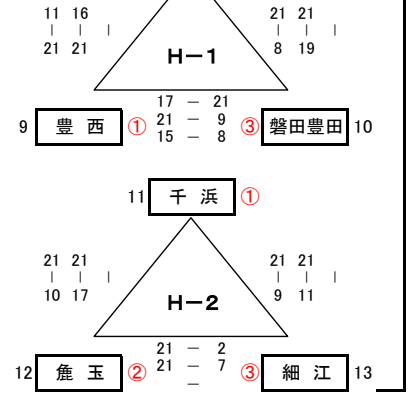 11 16
21 21
| | |
| | |
21 21
8 19
H－1
17 － 21
21 － 9
15 － 8
9 豊 西 ①
③ 磐田豊田 10
11 千 浜 ①
21 21
21 21
| | |
| | |
10 17
9 11
H－2
21 － 2
21 － 7
－
12 麁 玉 ②
③ 細 江 13